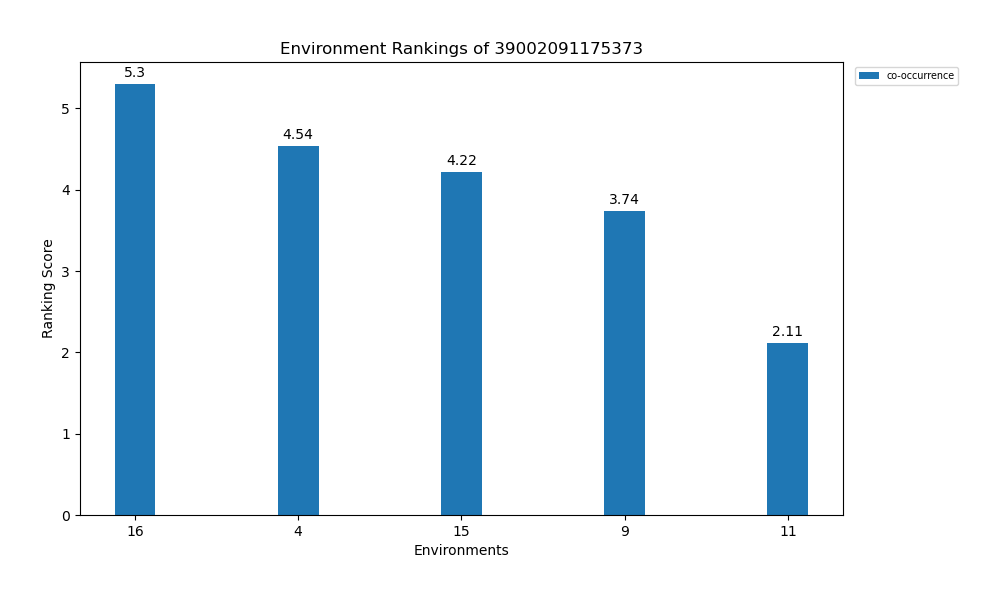 Environment Rankings of 39002091175373
co-occurrence
5.3
4.54
4.22
3.74
2.11
Ranking Score
5
4
3
2
1
0
16 4 15 9 11
Environments